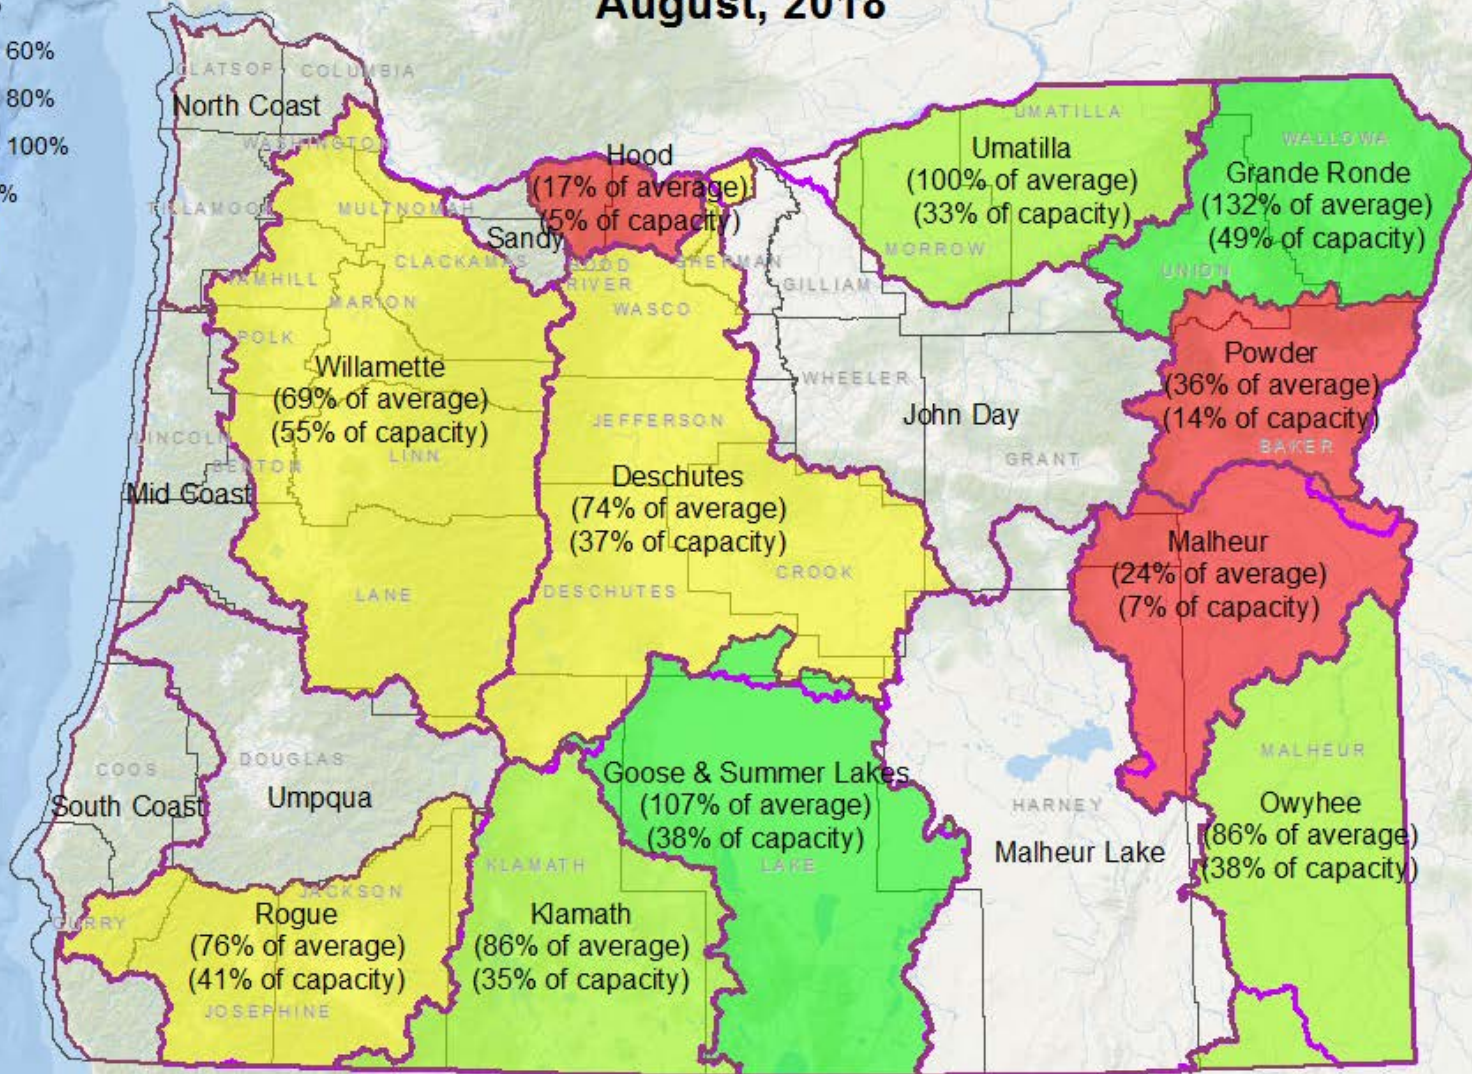 August, 2018
60%
80%
100%
%
CLATSOP
COLUMBIA
North Coast
WASHINGTON
TILLAMOOK
MULTNOMAH
Hood
(17% of average)
(5% of capacity)
Sandy
CLACKAMAS
HOOD
RIVER
SHERMAN
WASCO
GILLIAM
UMATILLA
Umatilla
(100% of average)
(33% of capacity)
MORROW
WALLOWA
Grande Ronde
(132% of average)
(49% of capacity)
UNION
YAMHILL
MARION
POLK
Willamette
(69% of average)
(55% of capacity)
LINN
LINCOLN
BENTON
Mid Coast
LANE
JEFFERSON
Deschutes
(74% of average)
(37% of capacity)
CROOK
DESCHUTES
WHEELER
John Day
GRANT
Powder
(36% of average)
(14% of capacity)
BAKER
Malheur
(24% of average)
(7% of capacity)
COOS
South Coast
DOUGLAS
Umpqua
Goose & Summer Lakes
(107% of average)
(38% of capacity)
LAKE
HARNEY
Malheur Lake
MALHEUR
Owyhee
(86% of average)
(38% of capacity)
CURRY
JACKSON
Rogue
(76% of average)
(41% of capacity)
JOSEPHINE
KLAMATH
Klamath
(86% of average)
(35% of capacity)